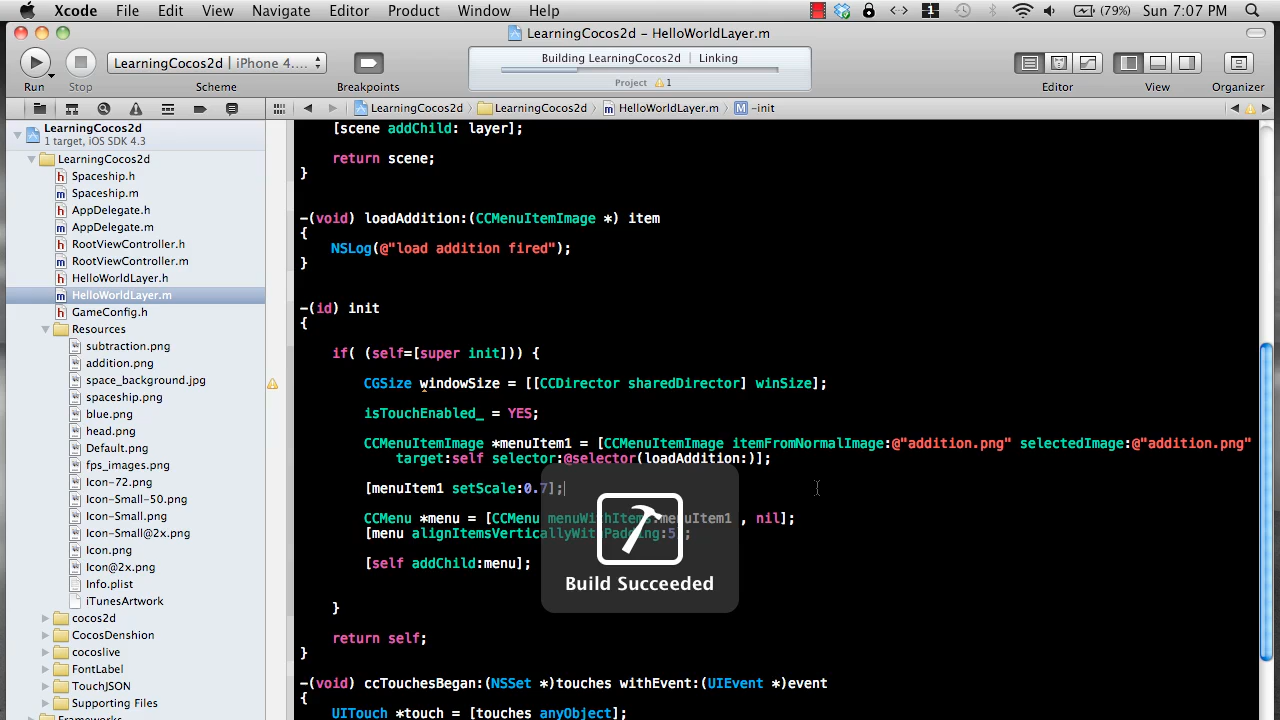 Xcode File Edit View Navigate Editor Product Window Help 1 (79%) Sun 7:07 PM
LearningCocos2d - HelloWorldLayer.m
LearningCocos2d iPhone 4.... Building LearningCocos2d | Linking
Project 1
Run Stop Scheme Breakpoints Editor View Organizer
LearningCocos2d LearningCocos2d HelloWorldLayer.m M -init
LearningCocos2d
1 target, iOS SDK 4.3
LearningCocos2d
h Spaceship.h
m Spaceship.m
h AppDelegate.h
m AppDelegate.m
h RootViewController.h
m RootViewController.m
h HelloWorldLayer.h
m HelloWorldLayer.m
h GameConfig.h
Resources
subtraction.png
addition.png
space_background.jpg
spaceship.png
blue.png
head.png
Default.png
fps_images.png
Icon-72.png
Icon-Small-50.png
Icon-Small.png
Icon-Small@2x.png
Icon.png
Icon@2x.png
Info.plist
iTunesArtwork
cocos2d
CocosDenshion
cocoslive
FontLabel
TouchJSON
Supporting Files
Frameworks
[scene addChild: layer];
return scene;
}
-(void) loadAddition:(CCMenuItemImage *) item
{
NSLog(@"load addition fired");
}
-(id) init
{
if( (self=[super init])) {
CGSize windowSize = [[CCDirector sharedDirector] winSize];
isTouchEnabled_ = YES;
CCMenuItemImage *menuItem1 = [CCMenuItemImage itemFromNormalImage:@"addition.png" selectedImage:@"addition.png"
target:self selector:@selector(loadAddition:)];
[menuItem1 setScale:0.7];
CCMenu *menu = [CCMenu menuWithItems:menuItem1 , nil];
[menu alignItemsVerticallyWithPadding:5];
[self addChild:menu];
}
return self;
}
-(void) ccTouchesBegan:(NSSet *)touches withEvent:(UIEvent *)event
{
UITouch *touch = [touches anyObject];
Build Succeeded